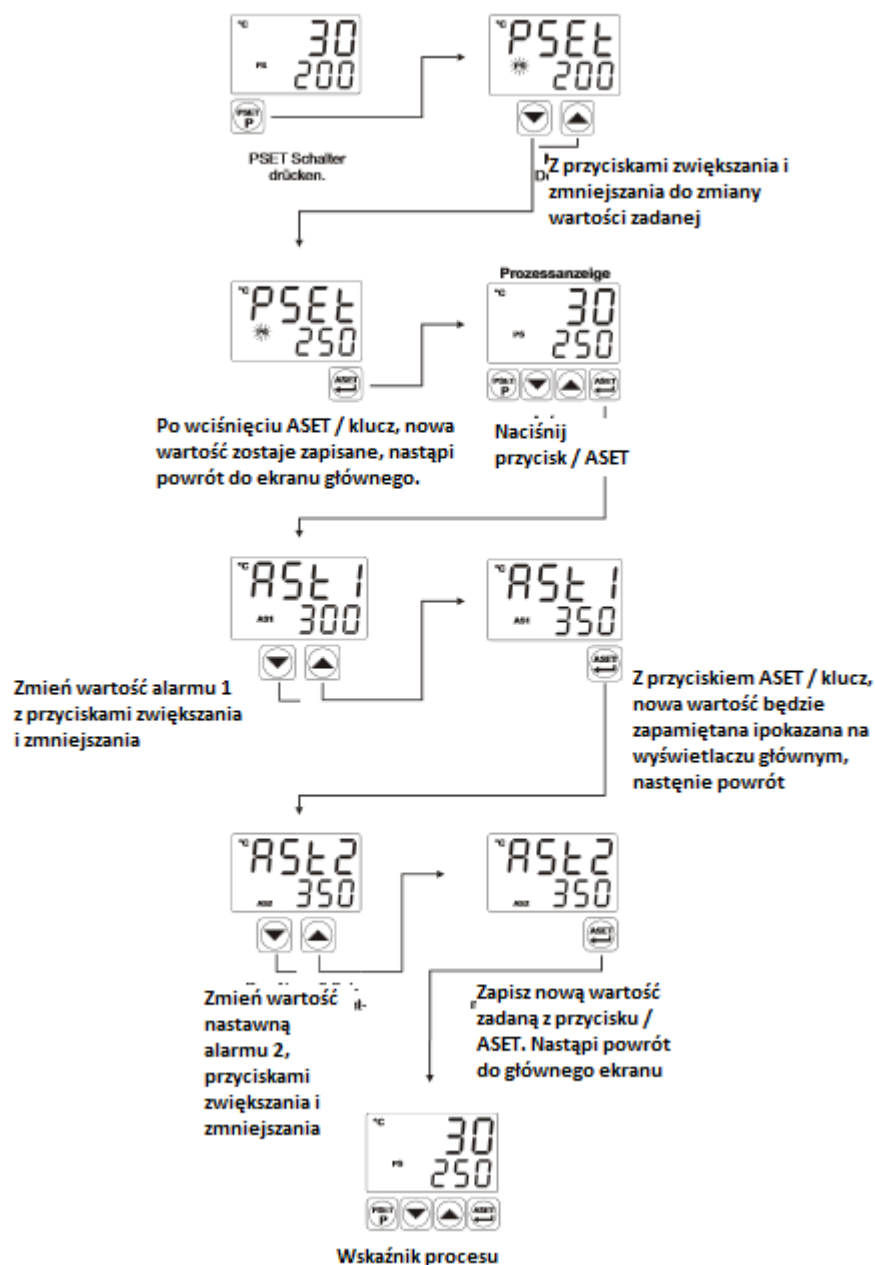 °C 30
PS 200
PSET P
PSET Schalter
drücken.
°C PSEt
PS 200
Z przyciskami zwiększania i
zmniejszania do zmiany
wartości zadanej
°C PSEt
PS 250
ASET
Po wciśnięciu ASET / klucz, nowa
wartość zostaje zapisane, nastąpi
powrót do ekranu głównego.
Prozessanzeige
°C 30
PS 250
PSET P ASET
Naciśnij
przycisk / ASET
°C ASt1
AS1 300
Zmień wartość alarmu 1
z przyciskami zwiększania
i zmniejszania
°C ASt1
AS1 350
ASET
Z przyciskiem ASET / klucz,
nowa wartość będzie
zapamiętana ipokazana na
wyświetlaczu głównym,
nastęnie powrót
°C ASt2
AS2 350
Zmień wartość
nastawną
alarmu 2,
przyciskami
zwiększania i
zmniejszania
°C ASt2
AS2 350
ASET
Zapisz nową wartość
zadaną z przycisku /
ASET. Nastąpi powrót
do głównego ekranu
°C 30
PS 250
PSET P ASET
Wskaźnik procesu